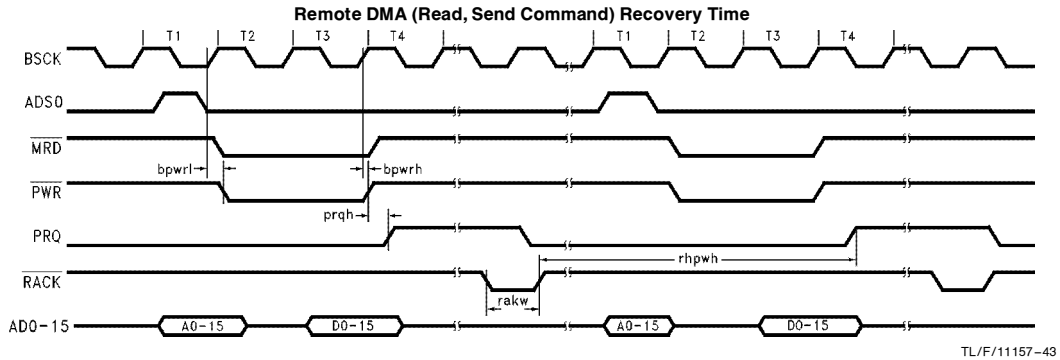 Remote DMA (Read, Send Command) Recovery Time
T1 T2 T3 T4 T1 T2 T3 T4
BSCK
ADS0
MRD
bpwrl bpwrh
PWR
prqh
PRQ
rhpwh
RACK
rakw
AD0-15 A0-15 D0-15 A0-15 D0-15
TL/F/11157-43